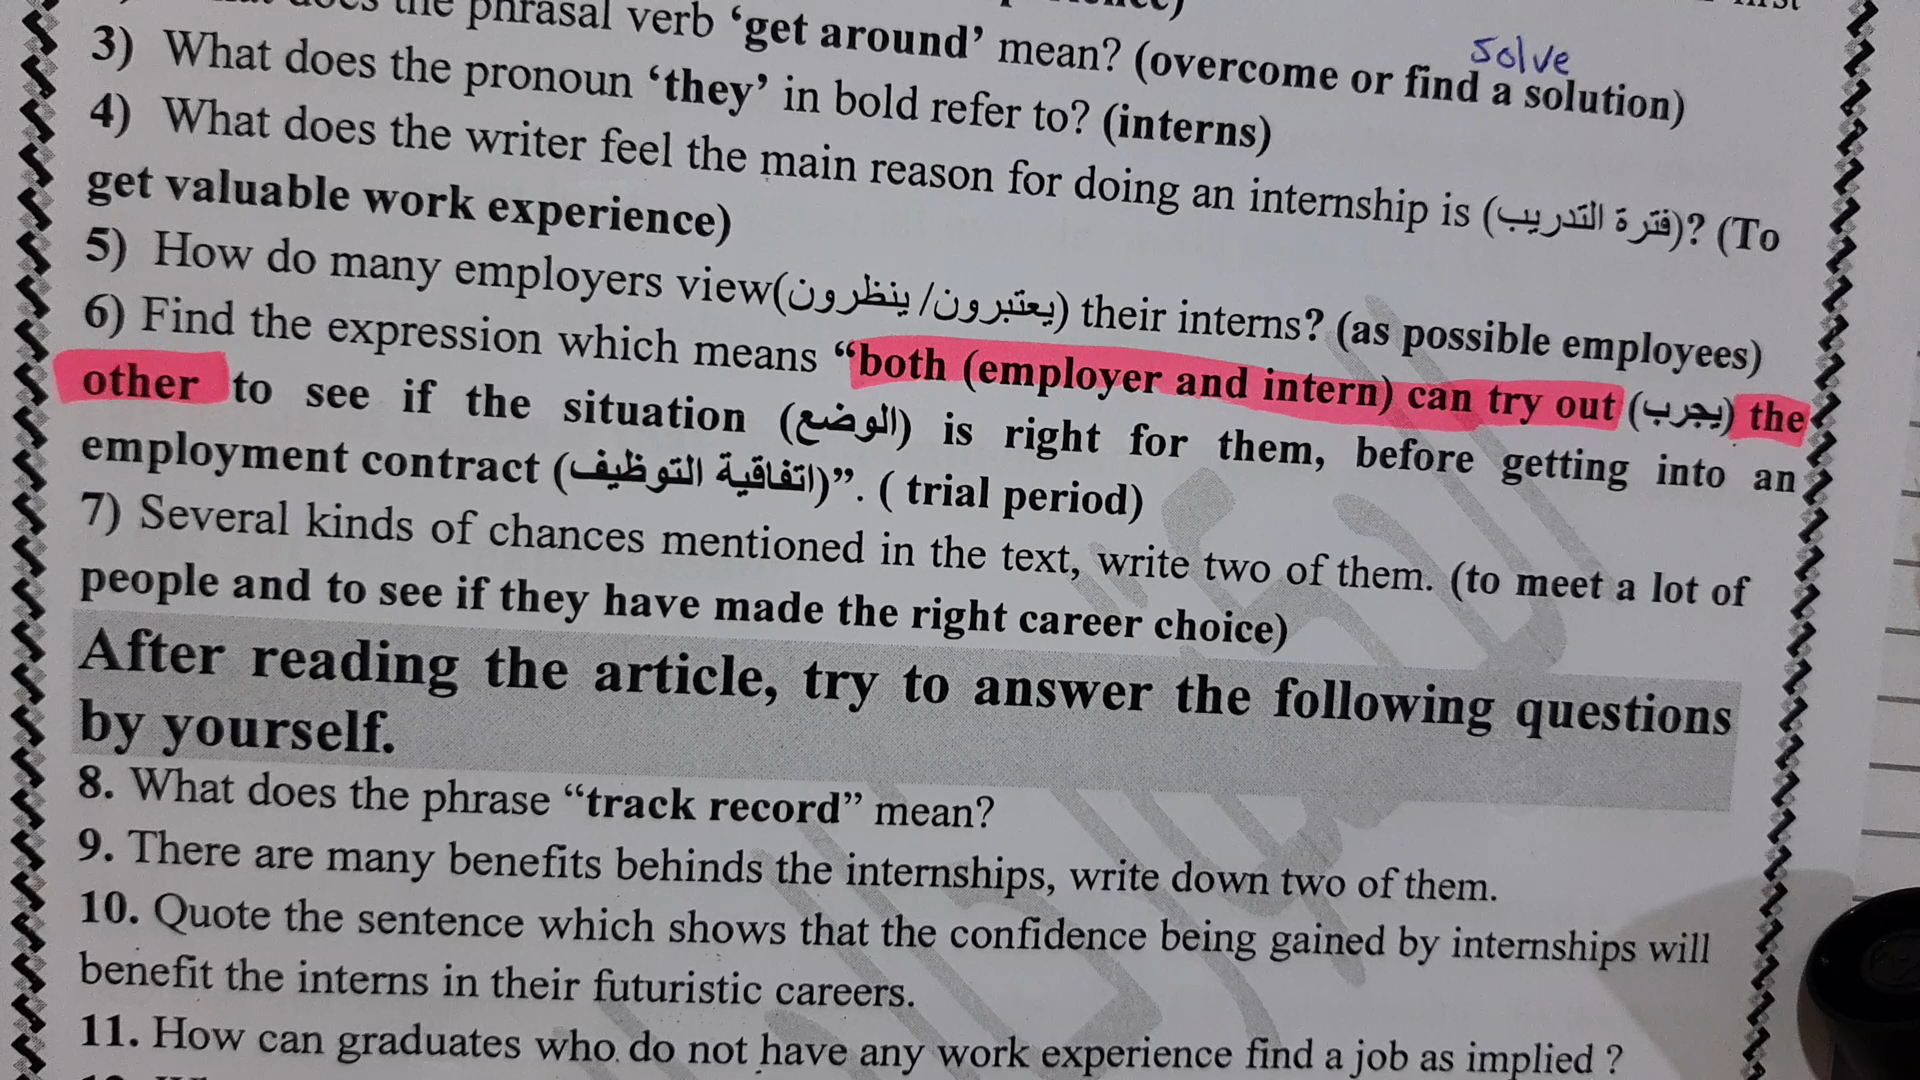 the phrasal verb ‘get around’ mean? (overcome or find a solution)
solve
3) What does the pronoun ‘they’ in bold refer to? (interns)
4) What does the writer feel the main reason for doing an internship is (فترة التدريب)? (To
get valuable work experience)
5) How do many employers view(يعتبرون/ ينظرون) their interns? (as possible employees)
6) Find the expression which means “both (employer and intern) can try out (يجرب) the
other to see if the situation (الوضع) is right for them, before getting into an
employment contract (اتفاقية التوظيف)”. ( trial period)
7) Several kinds of chances mentioned in the text, write two of them. (to meet a lot of
people and to see if they have made the right career choice)
After reading the article, try to answer the following questions
by yourself.
8. What does the phrase “track record” mean?
9. There are many benefits behinds the internships, write down two of them.
10. Quote the sentence which shows that the confidence being gained by internships will
benefit the interns in their futuristic careers.
11. How can graduates who do not have any work experience find a job as implied ?